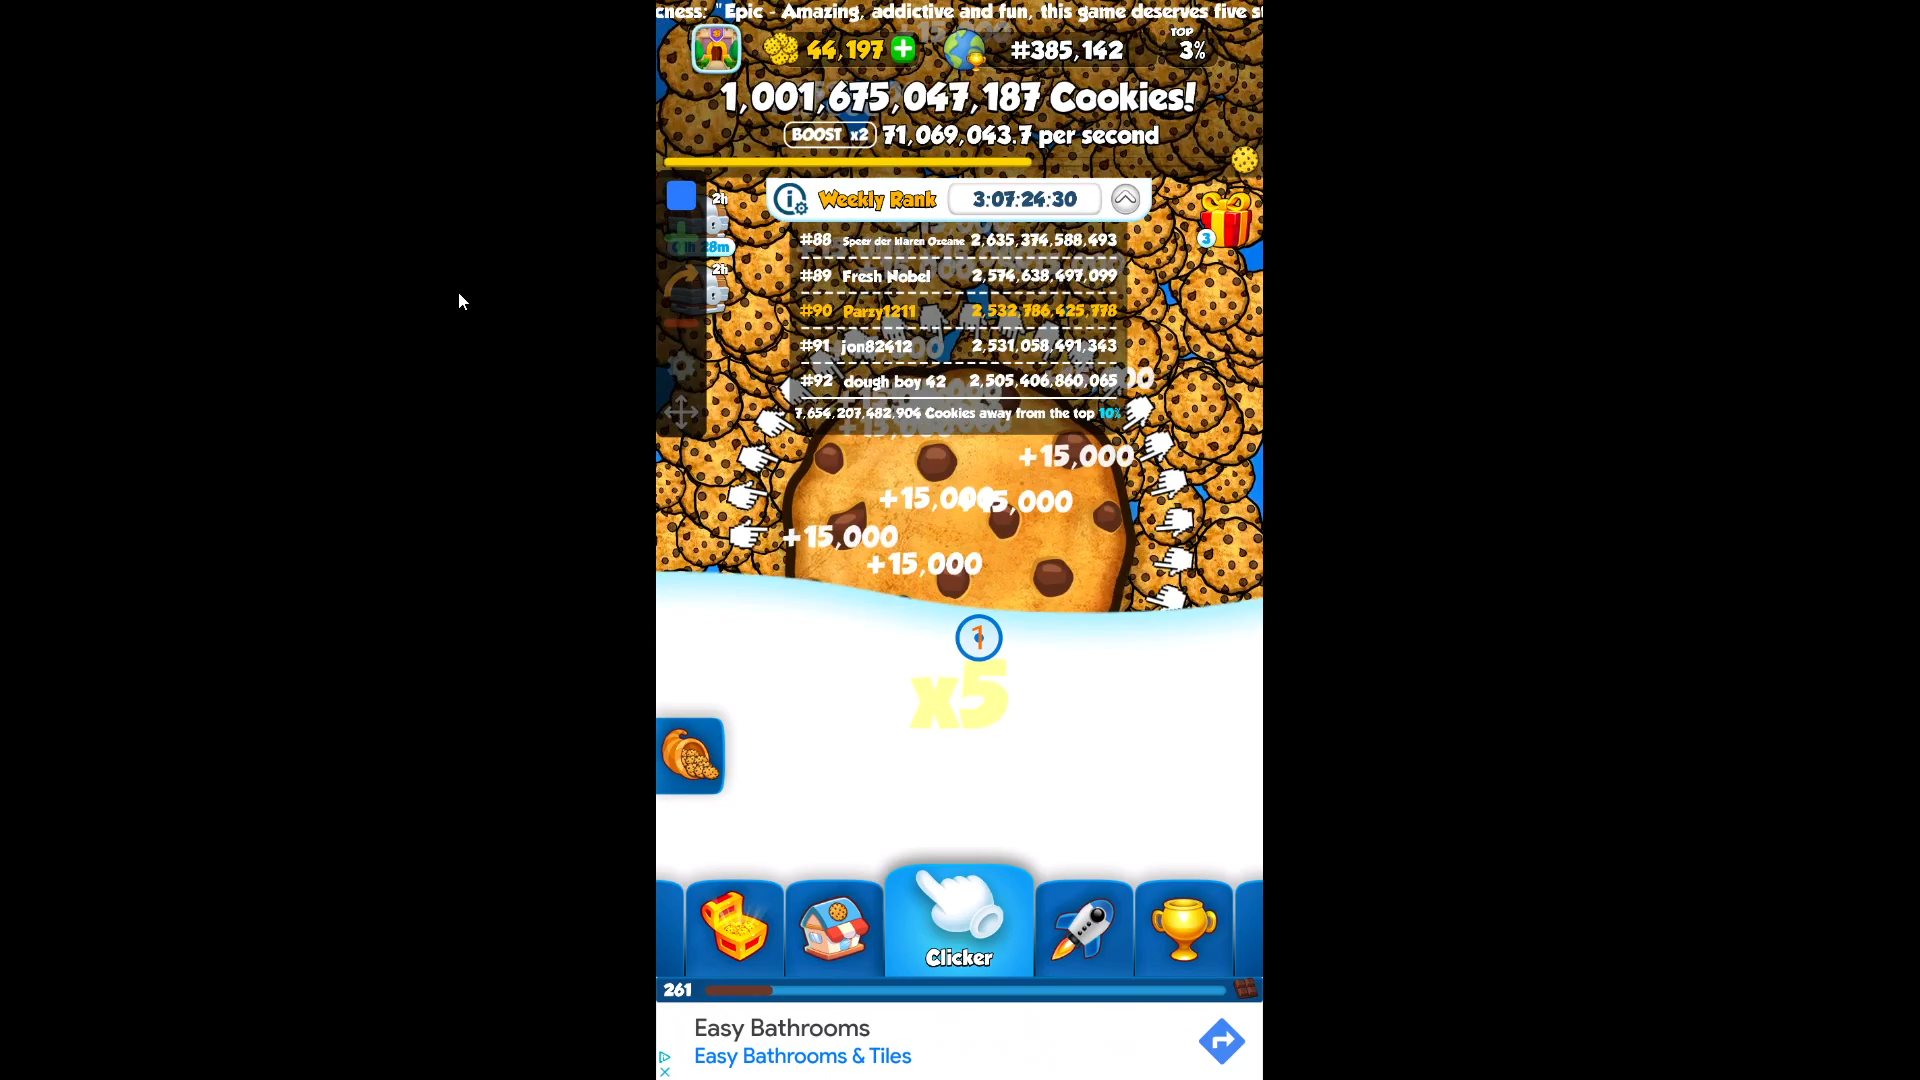 cness: "Epic - Amazing, addictive and fun, this game deserves five st
44,197
#385,142
TOP
3%
1,001,675,047,187 Cookies!
BOOST x2 71,069,043.7 per second
Weekly Rank 3:07:24:30
2h
3
28m
2h
#88 Speer der klaren Ozeane 2,635,374,588,493
#89 Fresh Nobel 2,574,638,497,099
#90 Parzy1211 2,532,786,425,778
#91 jon82412 2,531,058,491,343
#92 dough boy 42 2,505,406,860,065
7,654,207,482,904 Cookies away from the top 10%
+15,000
+15,000
+15,000
+15,000
1
x5
Clicker
261
Easy Bathrooms
Easy Bathrooms & Tiles